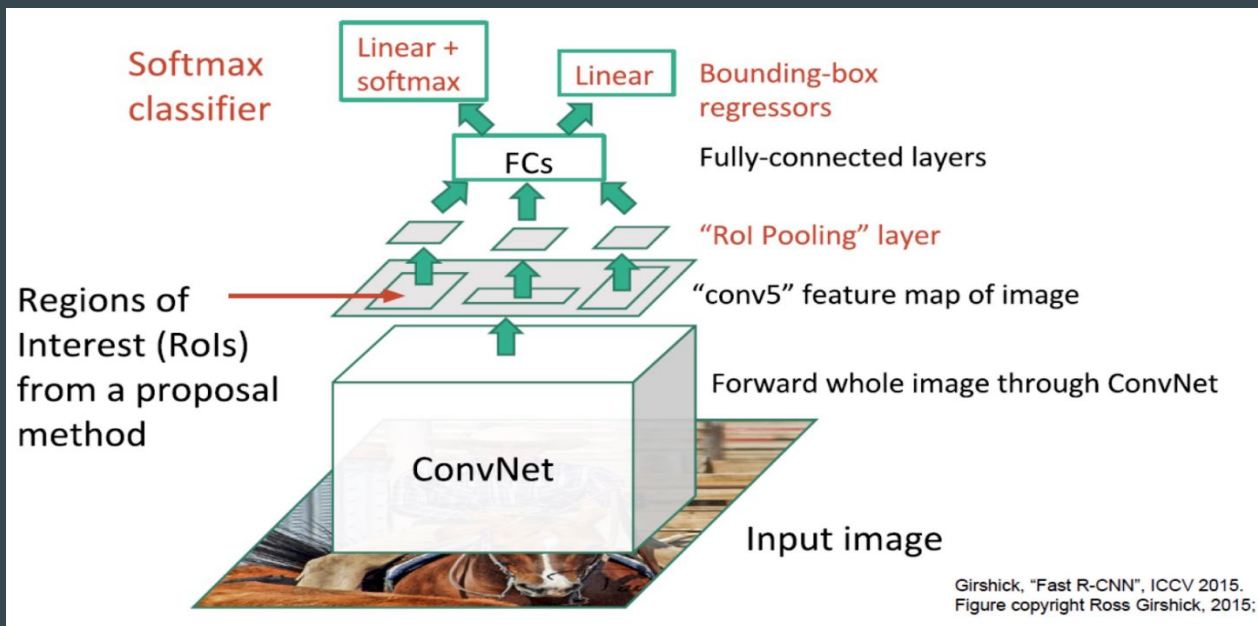 Softmax
classifier
Linear +
softmax
Linear
Bounding-box
regressors
FCs
Fully-connected layers
“RoI Pooling” layer
Regions of
Interest (RoIs)
from a proposal
method
“conv5” feature map of image
Forward whole image through ConvNet
ConvNet
Input image
Girshick, “Fast R-CNN”, ICCV 2015.
Figure copyright Ross Girshick, 2015;